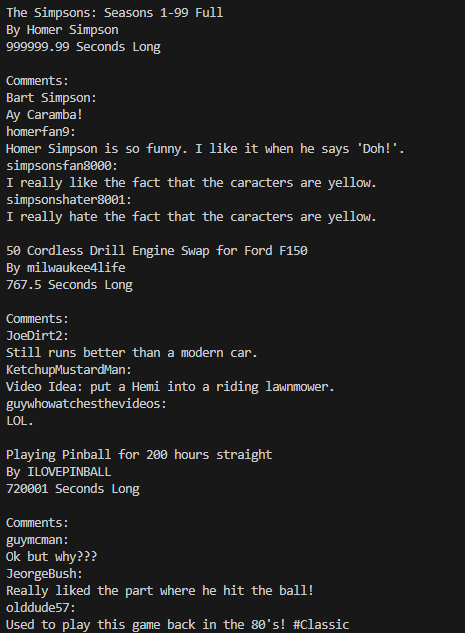 The Simpsons: Seasons 1-99 Full
By Homer Simpson
999999.99 Seconds Long
Comments:
Bart Simpson:
Ay Caramba!
homerfan9:
Homer Simpson is so funny. I like it when he says 'Doh!'.
simpsonsfan8000:
I really like the fact that the caracters are yellow.
simpsonshater8001:
I really hate the fact that the caracters are yellow.
50 Cordless Drill Engine Swap for Ford F150
By milwaukee4life
767.5 Seconds Long
Comments:
JoeDirt2:
Still runs better than a modern car.
KetchupMustardMan:
Video Idea: put a Hemi into a riding lawnmower.
guywhowatchesthevideos:
LOL.
Playing Pinball for 200 hours straight
By ILOVEPINBALL
720001 Seconds Long
Comments:
guymcman:
Ok but why???
JeorgeBush:
Really liked the part where he hit the ball!
olddude57:
Used to play this game back in the 80's! #Classic